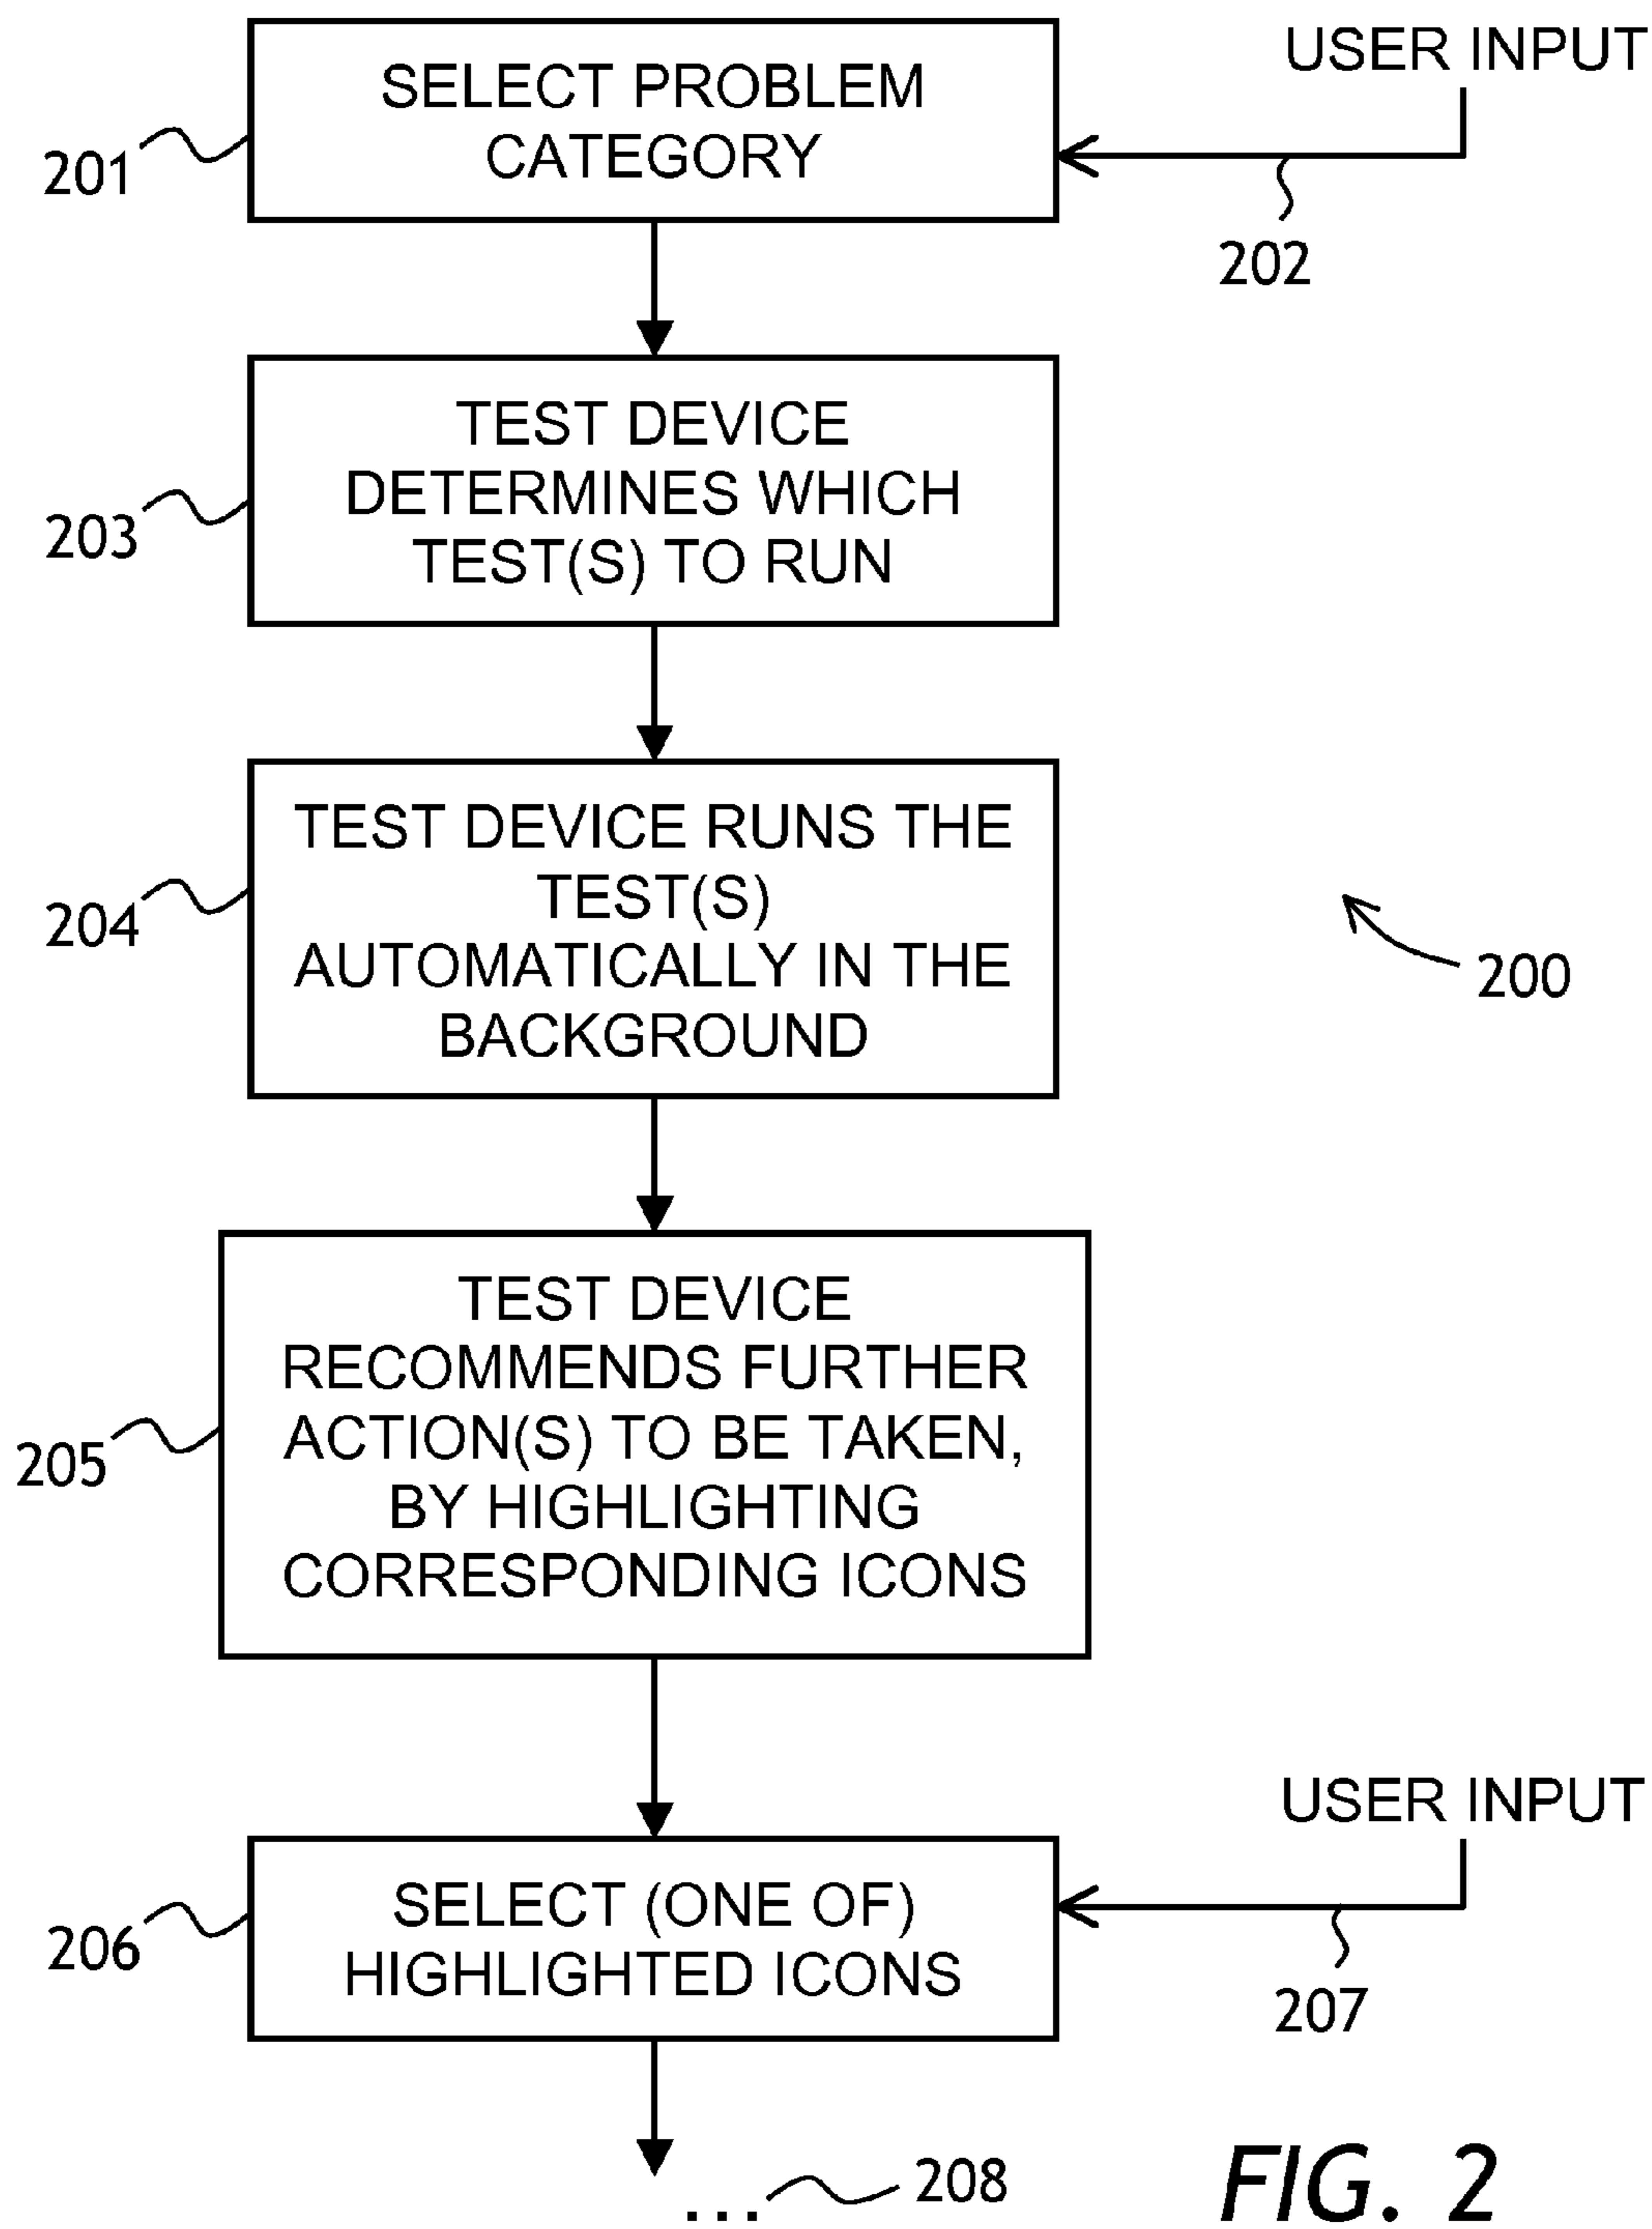 USER INPUT
SELECT PROBLEM
CATEGORY
201
202
TEST DEVICE
DETERMINES WHICH
TEST(S) TO RUN
203
TEST DEVICE RUNS THE
TEST(S)
AUTOMATICALLY IN THE
BACKGROUND
204
200
TEST DEVICE
RECOMMENDS FURTHER
ACTION(S) TO BE TAKEN,
BY HIGHLIGHTING
CORRESPONDING ICONS
205
USER INPUT
SELECT (ONE OF)
HIGHLIGHTED ICONS
206
207
...
208
FIG. 2